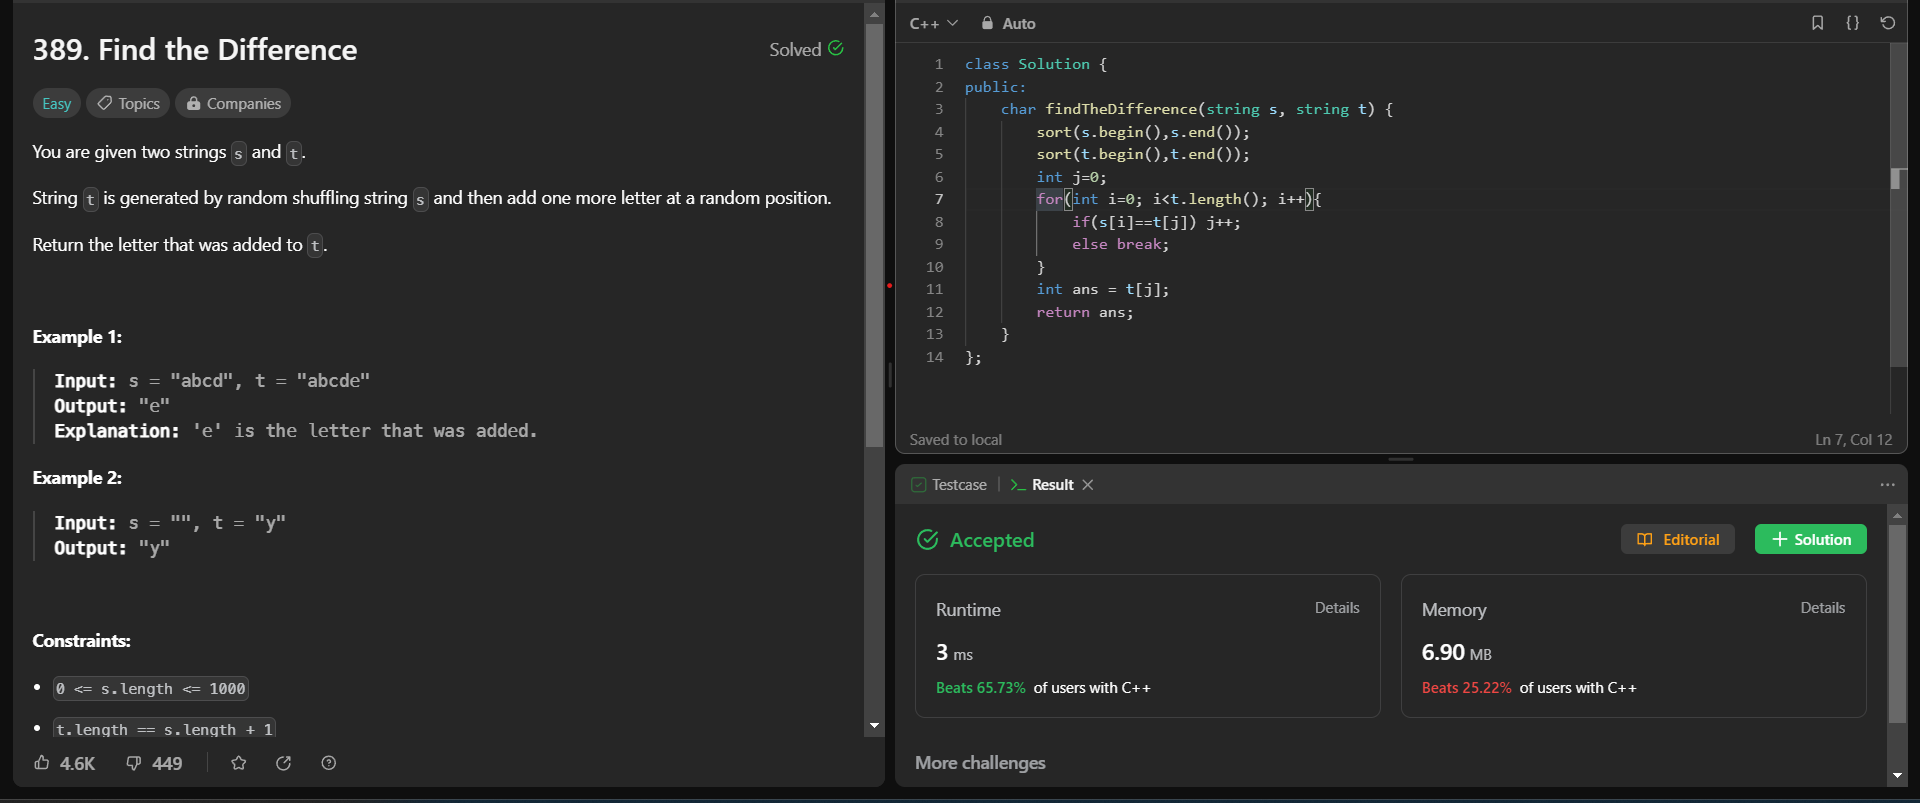 389. Find the Difference
Solved
Easy
Topics
Companies
You are given two strings s and t.
String t is generated by random shuffling string s and then add one more letter at a random position.
Return the letter that was added to t.
Example 1:
Input: s = "abcd", t = "abcde"
Output: "e"
Explanation: 'e' is the letter that was added.
Example 2:
Input: s = "", t = "y"
Output: "y"
Constraints:
• 0 <= s.length <= 1000
• t.length == s.length + 1
4.6K
449
C++
Auto
{}
1 class Solution {
2 public:
3 char findTheDifference(string s, string t) {
4 sort(s.begin(),s.end());
5 sort(t.begin(),t.end());
6 int j=0;
7 for(int i=0; i<t.length(); i++){
8 if(s[i]==t[j]) j++;
9 else break;
10 }
11 int ans = t[j];
12 return ans;
13 }
14 };
Saved to local
Ln 7, Col 12
Testcase
Result
Accepted
Editorial
Solution
Runtime
Details
3 ms
Beats 65.73% of users with C++
Memory
Details
6.90 MB
Beats 25.22% of users with C++
More challenges